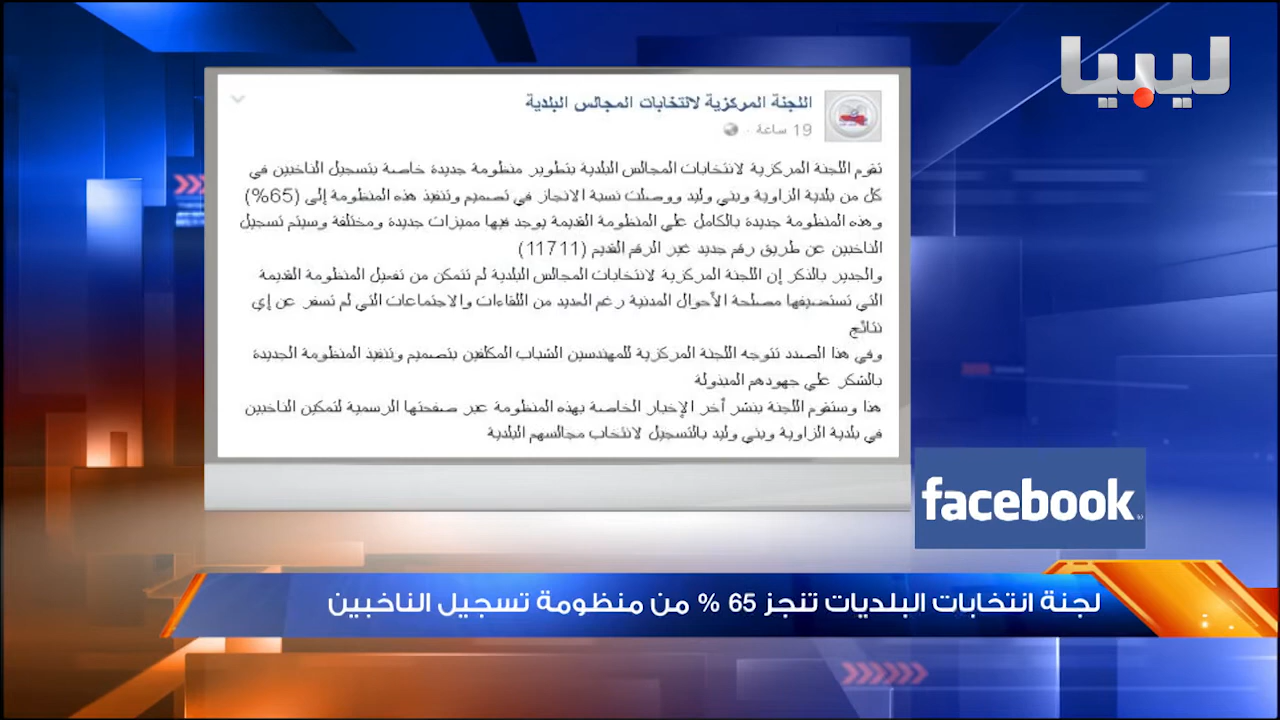 ليبيا
اللجنة المركزية لانتخابات المجالس البلدية
19 ساعة
تقوم اللجنة المركزية لانتخابات المجالس البلدية بتطوير منظومة جديدة خاصة بتسجيل الناخبين في
كل من بلدية الزاوية وبني وليد ووصلت نسبة الانجاز في تصميم وتنفيذ هذه المنظومة إلى (65%)
وهذه المنظومة جديدة بالكامل علي المنظومة القديمة يوجد فيها مميزات جديدة ومختلفة وسيتم تسجيل
الناخبين عن طريق رقم جديد غير الرقم القديم (11711)
والجدير بالذكر إن اللجنة المركزية لانتخابات المجالس البلدية لم تتمكن من تفعيل المنظومة القديمة
التي تستضيفها مصلحة الأحوال المدنية رغم العديد من اللقاءات والاجتماعات التي لم تسفر عن إي
نتائج
وفي هذا الصدد تتوجه اللجنة المركزية للمهندسين الشباب المكلفين بتصميم وتنفيذ المنظومة الجديدة
بالشكر علي جهودهم المبذولة
هذا وستقوم اللجنة بنشر أخر الإخبار الخاصة بهذه المنظومة عبر صفحتها الرسمية لتمكين الناخبين
في بلدية الزاوية وبني وليد بالتسجيل لانتخاب مجالسهم البلدية
facebook
لجنة انتخابات البلديات تنجز 65 % من منظومة تسجيل الناخبين